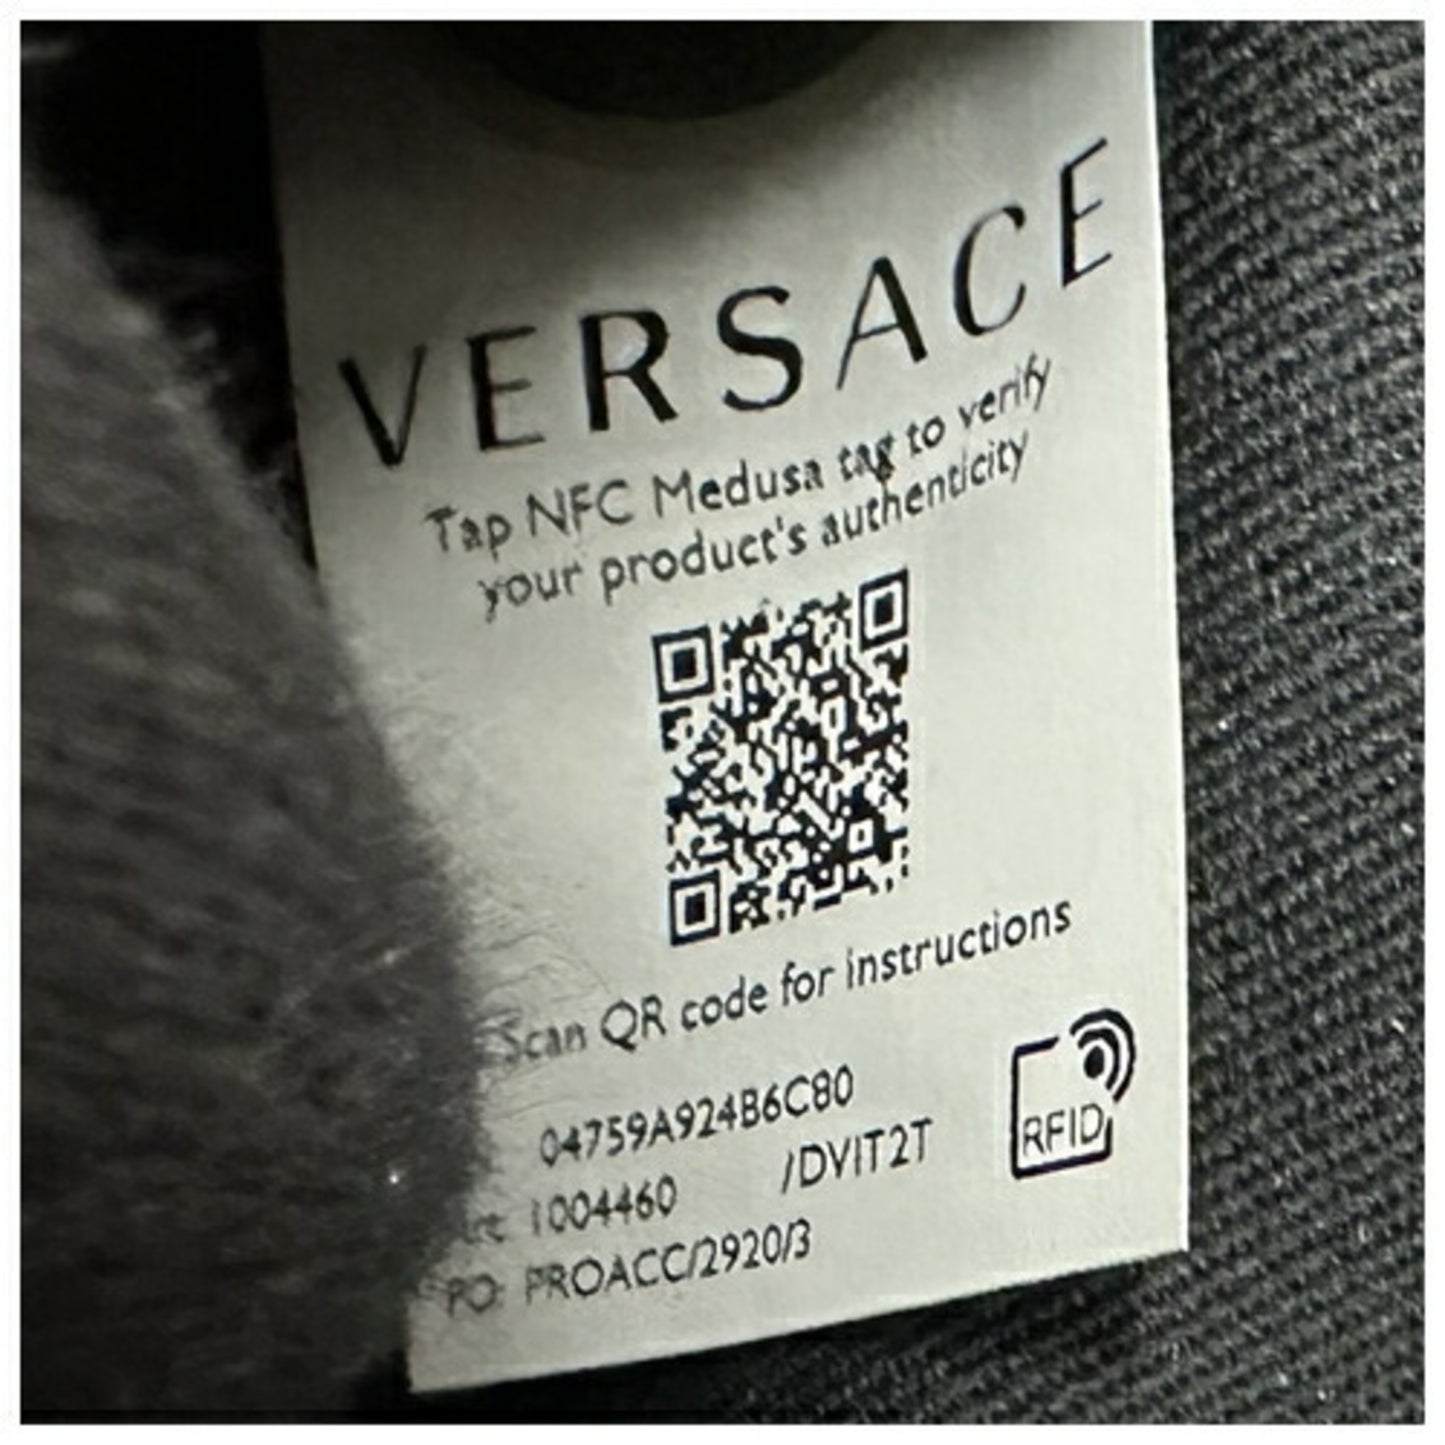 VERSACE
Tap NFC Medusa tag to verify
your product's authenticity
Scan QR code for instructions
04759A924B6C80
1004460 /DVIT2T
PO: PROACC/2920/3
RFID